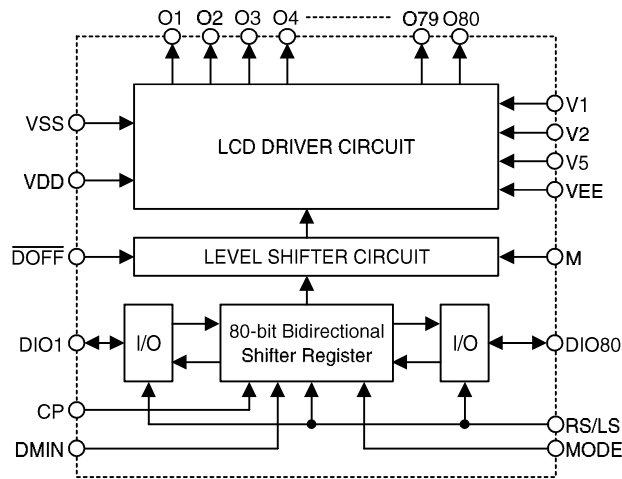 O1 O2 O3 O4 O79 O80
VSS
VDD
LCD DRIVER CIRCUIT
V1
V2
V5
VEE
DOFF
LEVEL SHIFTER CIRCUIT
M
DIO1
I/O
80-bit Bidirectional
Shifter Register
I/O
DIO80
CP
DMIN
RS/LS
MODE